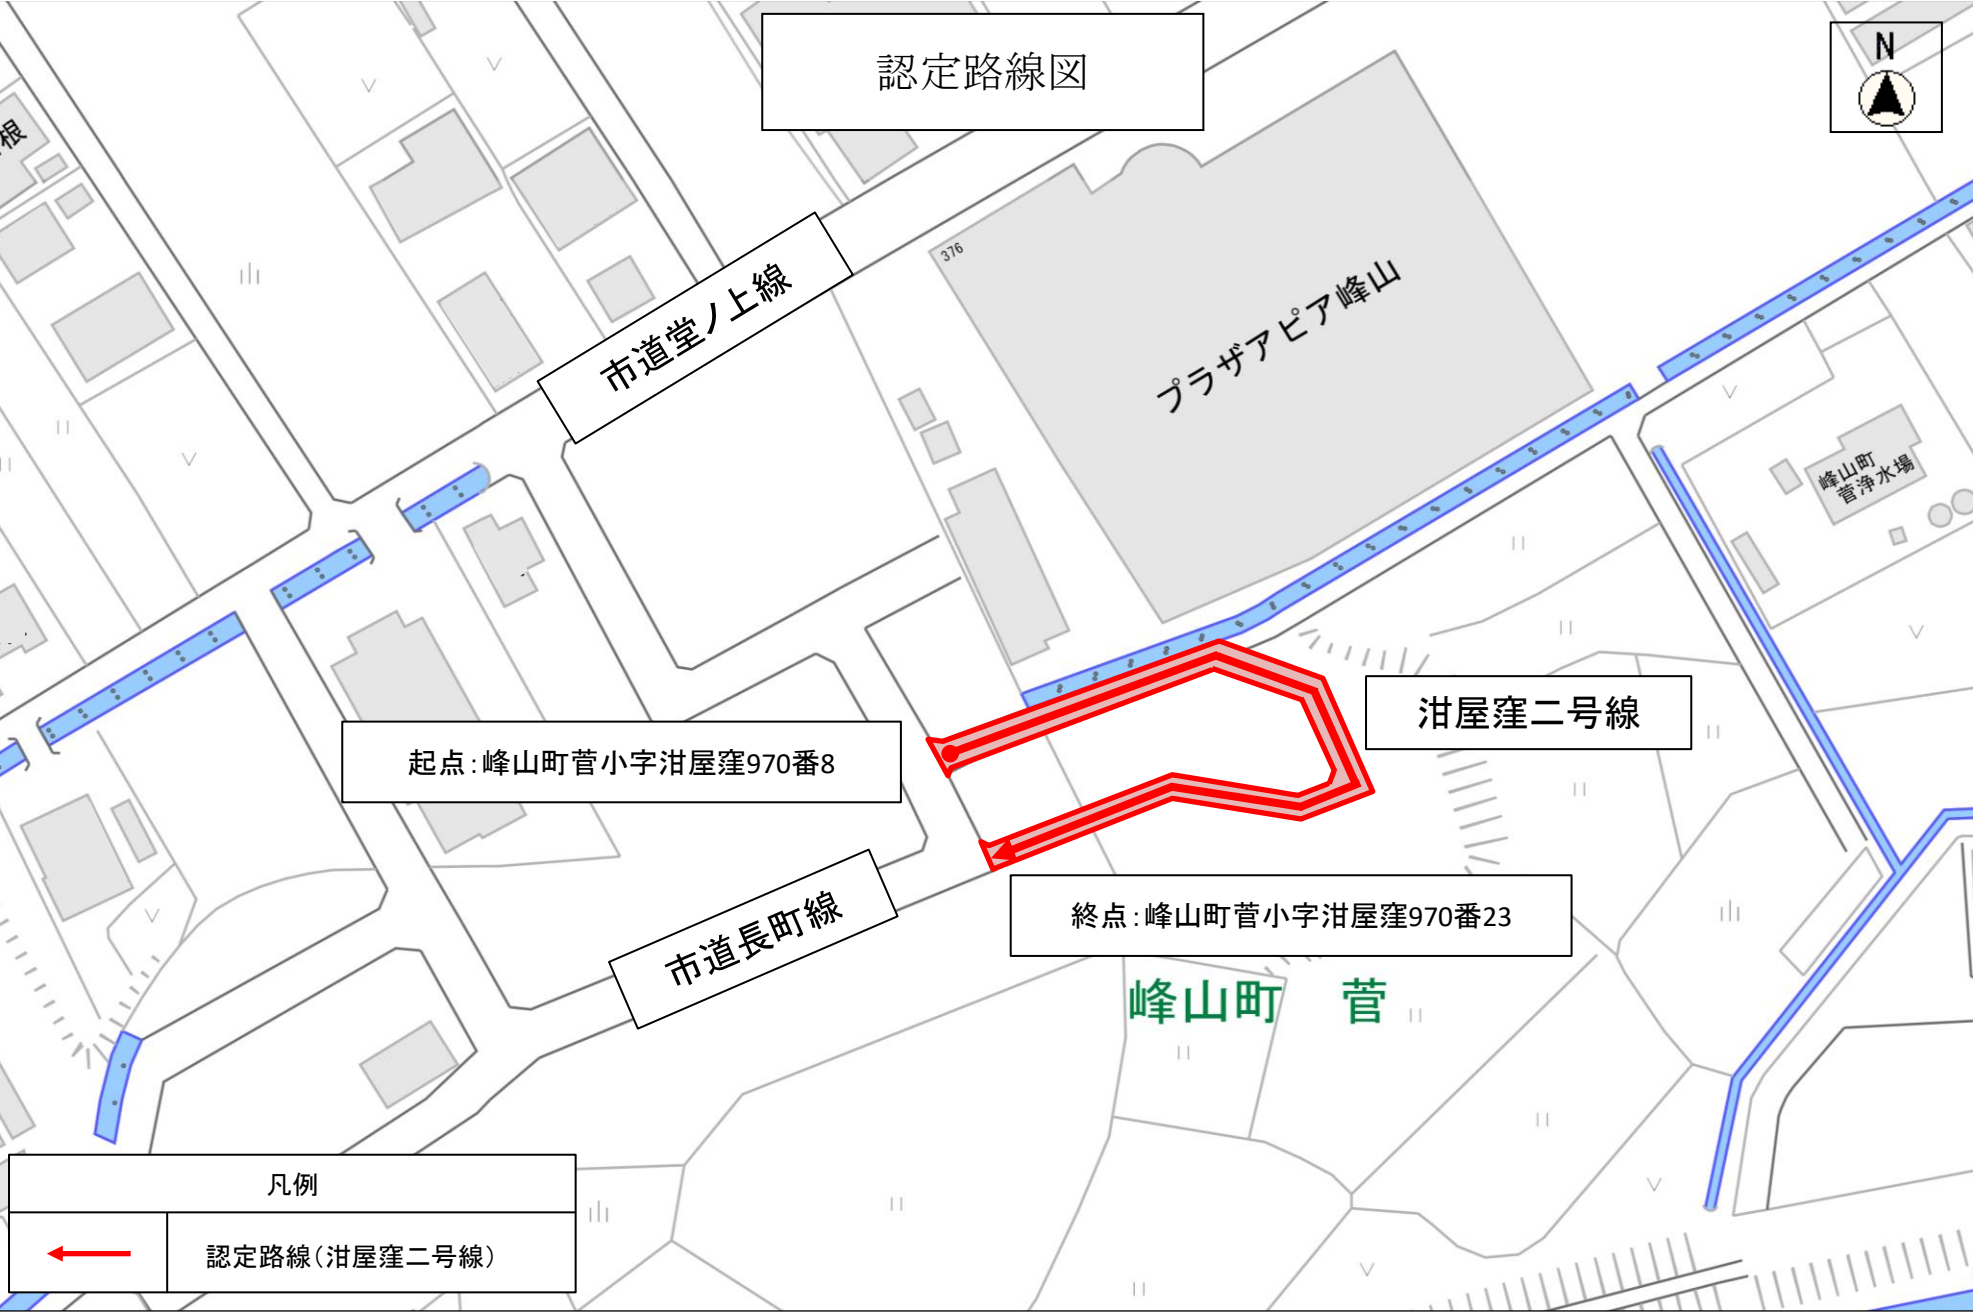 認定路線図
N
根
376
市道堂ノ上線
プラザアピア峰山
峰山町
菅浄水場
泔屋窪二号線
起点:峰山町菅小字泔屋窪970番8
市道長町線
終点:峰山町菅小字泔屋窪970番23
峰山町 菅
凡例
認定路線(泔屋窪二号線)